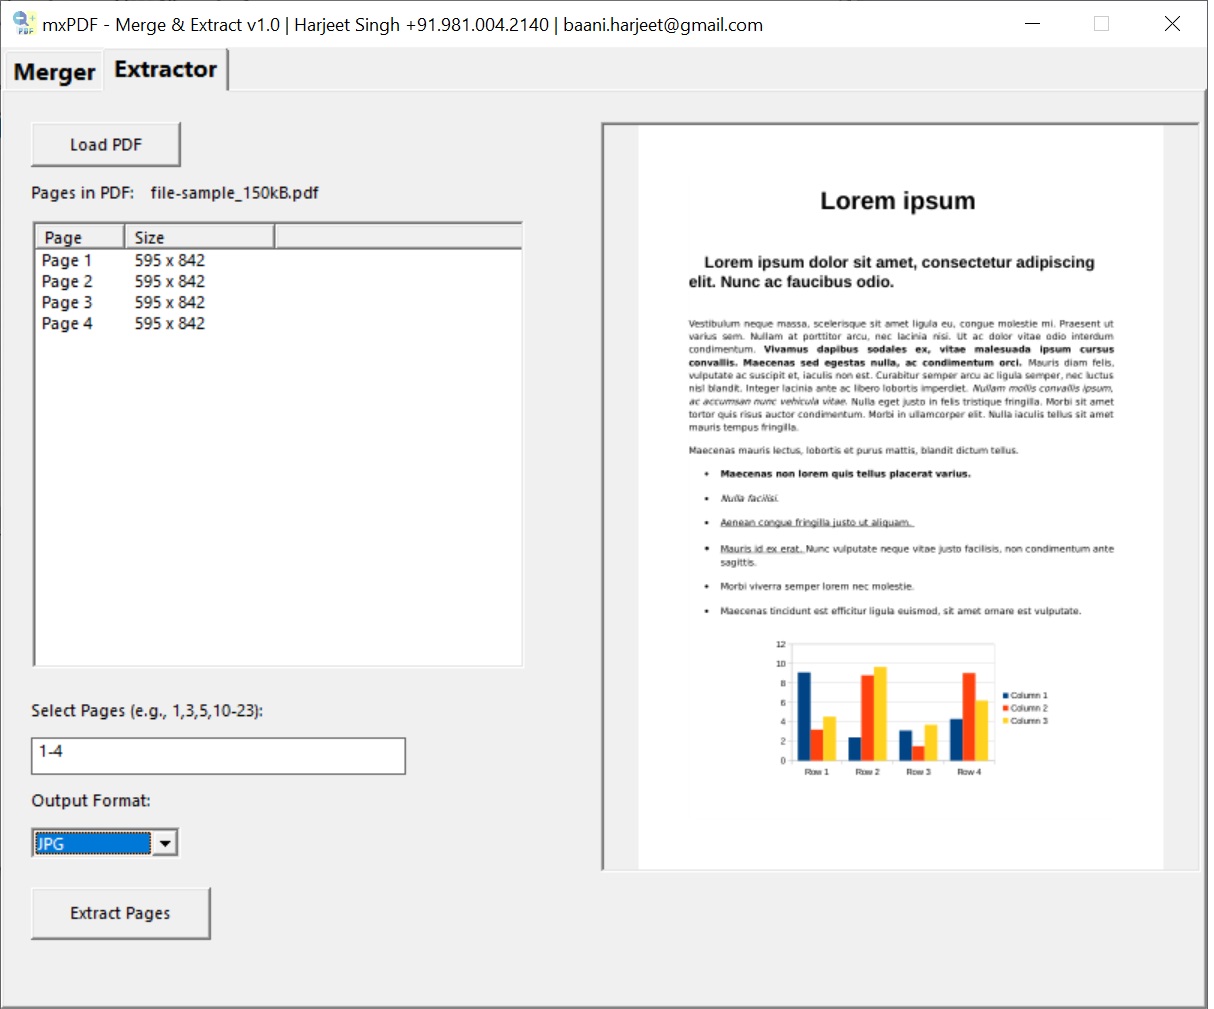 mxPDF - Merge & Extract v1.0 | Harjeet Singh +91.981.004.2140 | baani.harjeet@gmail.com
Merger Extractor
Load PDF
Pages in PDF: file-sample_150kB.pdf
Page Size
Page 1 595 x 842
Page 2 595 x 842
Page 3 595 x 842
Page 4 595 x 842
Select Pages (e.g., 1,3,5,10-23):
1-4
Output Format:
JPG
Extract Pages
Lorem ipsum
Lorem ipsum dolor sit amet, consectetur adipiscing
elit. Nunc ac faucibus odio.
Vestibulum neque massa, scelerisque sit amet ligula eu, congue molestie mi. Praesent ut
varius sem. Nullam at porttitor arcu, nec lacinia nisi. Ut ac dolor vitae odio interdum
condimentum. Vivamus dapibus sodales ex, vitae malesuada ipsum cursus
convallis. Maecenas sed egestas nulla, ac condimentum orci. Mauris diam felis,
vulputate ac suscipit et, iaculis non est. Curabitur semper arcu ac ligula semper, nec luctus
nisl blandit. Integer lacinia ante ac libero lobortis imperdiet. Nullam mollis convallis ipsum,
ac accumsan nunc vehicula vitae. Nulla eget justo in felis tristique fringilla. Morbi sit amet
tortor quis risus auctor condimentum. Morbi in ullamcorper elit. Nulla iaculis tellus sit amet
mauris tempus fringilla.
Maecenas mauris lectus, lobortis et purus mattis, blandit dictum tellus.
• Maecenas non lorem quis tellus placerat varius.
• Nulla facilisi.
• Aenean congue fringilla justo ut aliquam.
• Mauris id ex erat. Nunc vulputate neque vitae justo facilisis, non condimentum ante
sagittis.
• Morbi viverra semper lorem nec molestie.
• Maecenas tincidunt est efficitur ligula euismod, sit amet ornare est vulputate.
12
10
8
6
4
2
0
Row 1 Row 2 Row 3 Row 4
Column 1
Column 2
Column 3